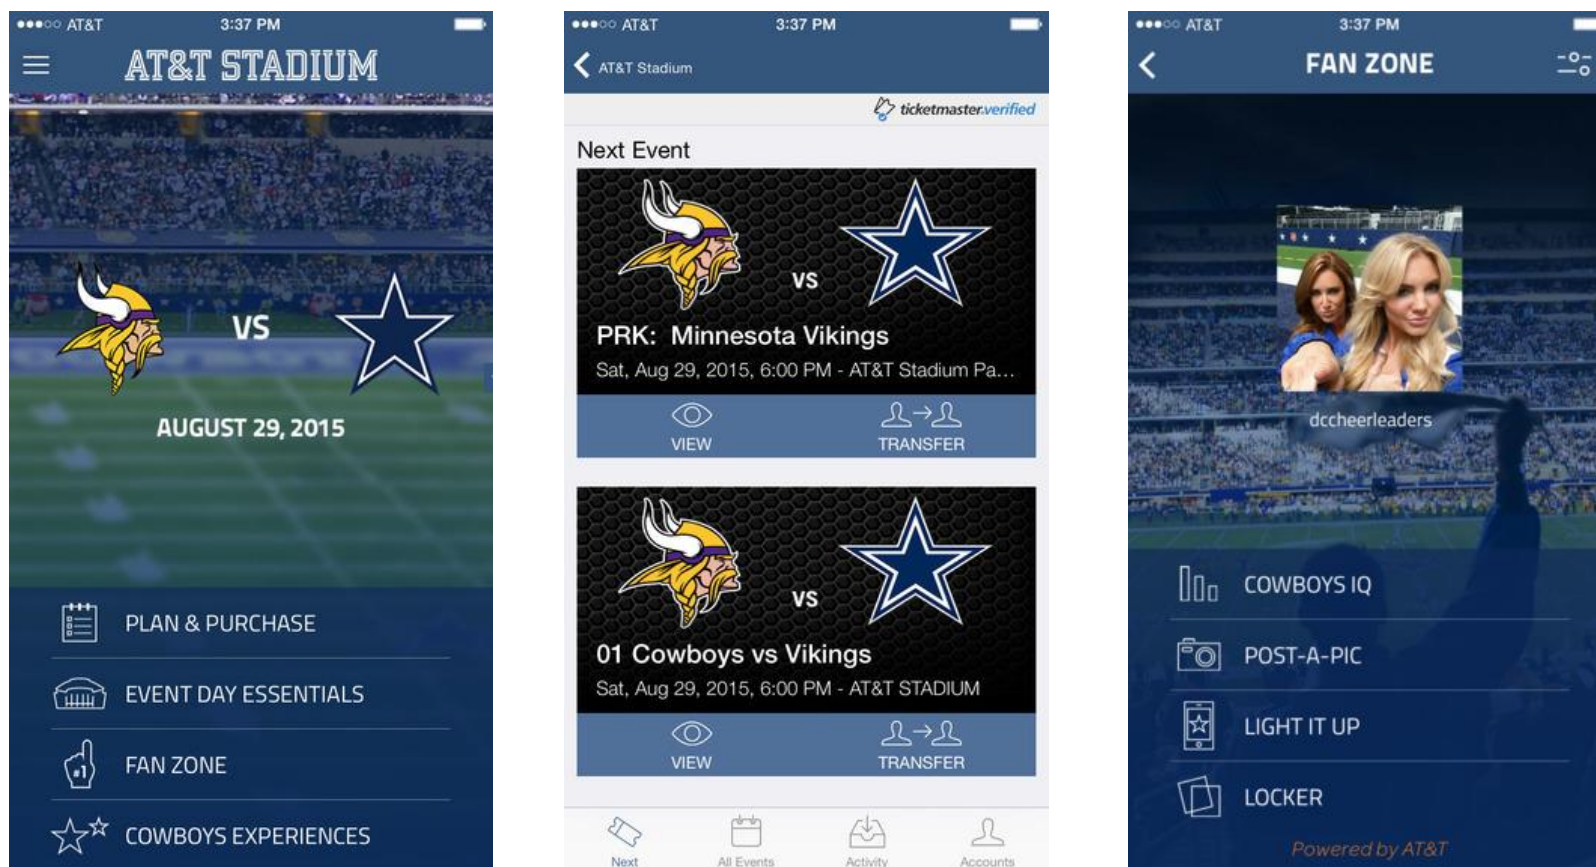 AT&T
3:37 PM
AT&T STADIUM
VS
AUGUST 29, 2015
PLAN & PURCHASE
EVENT DAY ESSENTIALS
#1
FAN ZONE
COWBOYS EXPERIENCES
AT&T
3:37 PM
AT&T Stadium
ticketmaster.verified
Next Event
VS
PRK: Minnesota Vikings
Sat, Aug 29, 2015, 6:00 PM - AT&T Stadium Pa...
VIEW
TRANSFER
VS
01 Cowboys vs Vikings
Sat, Aug 29, 2015, 6:00 PM - AT&T STADIUM
VIEW
TRANSFER
Next
All Events
Activity
Accounts
AT&T
3:37 PM
FAN ZONE
dccheerleaders
COWBOYS IQ
POST-A-PIC
LIGHT IT UP
LOCKER
Powered by AT&T